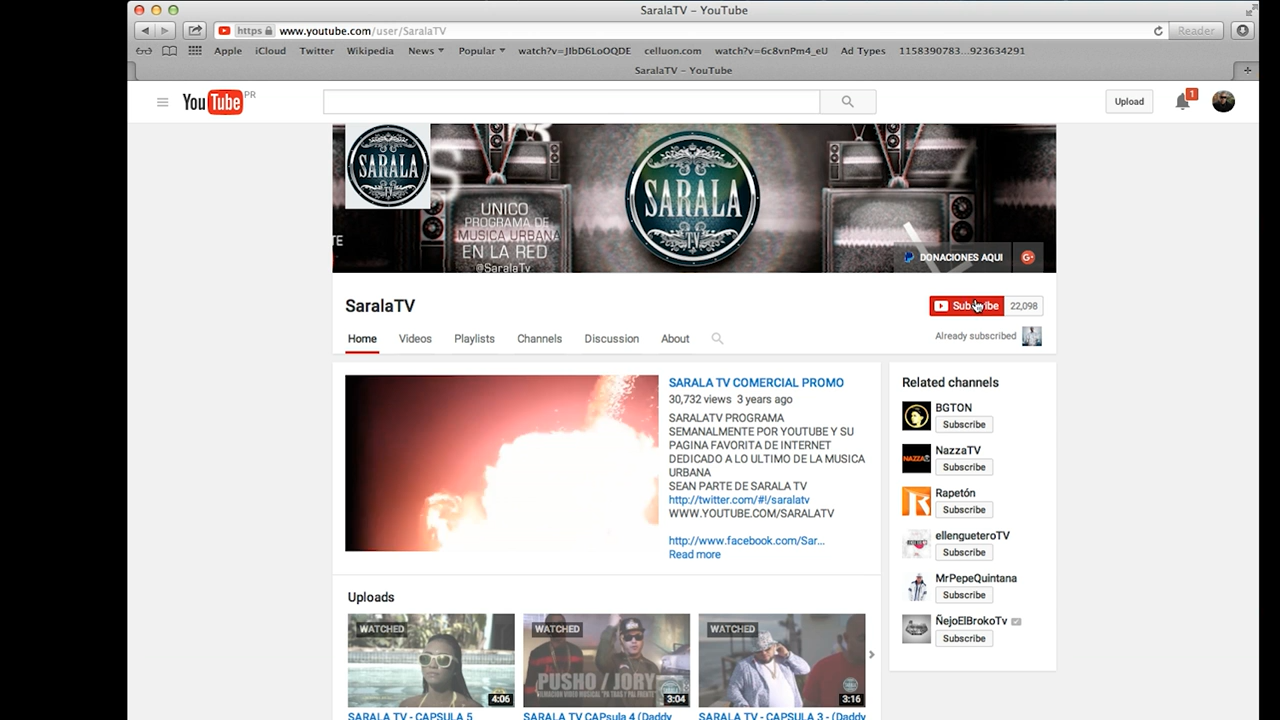 SaralaTV – YouTube
https www.youtube.com/user/SaralaTV
Reader
Apple iCloud Twitter Wikipedia News Popular watch?v=JIbD6LoOQDE celluon.com watch?v=6c8vnPm4_eU Ad Types 1158390783...923634291
SaralaTV – YouTube
YouTube PR
Upload
1
SARALA
SARALA
TV
UNICO
PROGRAMA DE
MUSICA URBANA
EN LA RED
@SaralaTv
TE
DONACIONES AQUI
SaralaTV
Subscribe 22,098
Already subscribed
Home Videos Playlists Channels Discussion About
SARALA TV COMERCIAL PROMO
30,732 views 3 years ago
SARALATV PROGRAMA
SEMANALMENTE POR YOUTUBE Y SU
PAGINA FAVORITA DE INTERNET
DEDICADO A LO ULTIMO DE LA MUSICA
URBANA
SEAN PARTE DE SARALA TV
http://twitter.com/#!/saralatv
WWW.YOUTUBE.COM/SARALATV
http://www.facebook.com/Sar...
Read more
Related channels
BGTON
Subscribe
NazzaTV
Subscribe
Rapetón
Subscribe
ellengueteroTV
Subscribe
MrPepeQuintana
Subscribe
ÑejoElBrokoTv
Subscribe
Uploads
WATCHED
4:06
WATCHED
PUSHO / JORY
3:04
WATCHED
3:16
SARALA TV - CAPSULA 5
SARALA TV CAPsula 4 (Daddy
SARALA TV - CAPSULA 3 - (Daddy